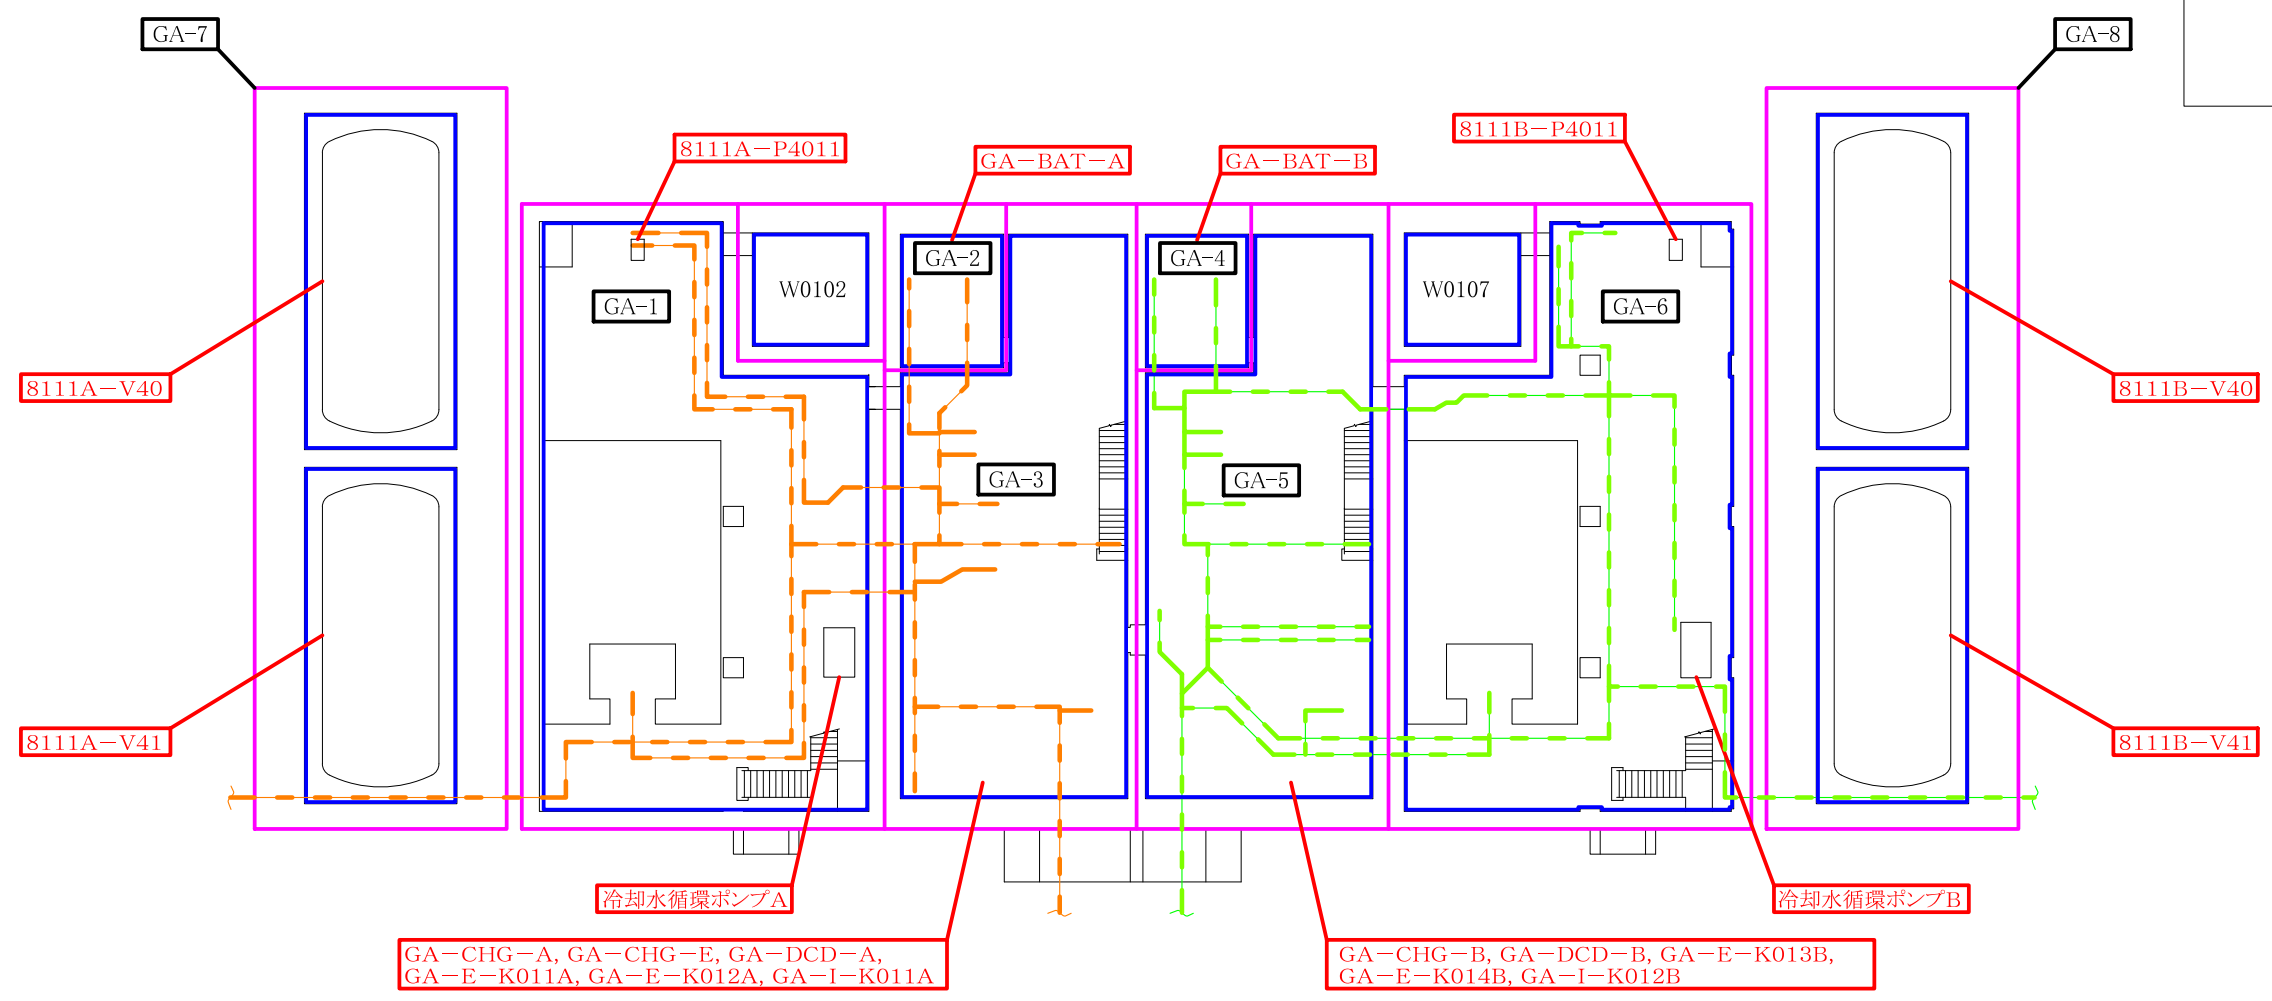 GA-7
GA-8
8111A-P4011
GA-BAT-A
GA-BAT-B
8111B-P4011
GA-2
GA-4
W0102
W0107
GA-1
GA-6
8111A-V40
8111B-V40
GA-3
GA-5
8111A-V41
8111B-V41
冷却水循環ポンプA
冷却水循環ポンプB
GA-CHG-A, GA-CHG-E, GA-DCD-A,
GA-E-K011A, GA-E-K012A, GA-I-K011A
GA-CHG-B, GA-DCD-B, GA-E-K013B,
GA-E-K014B, GA-I-K012B